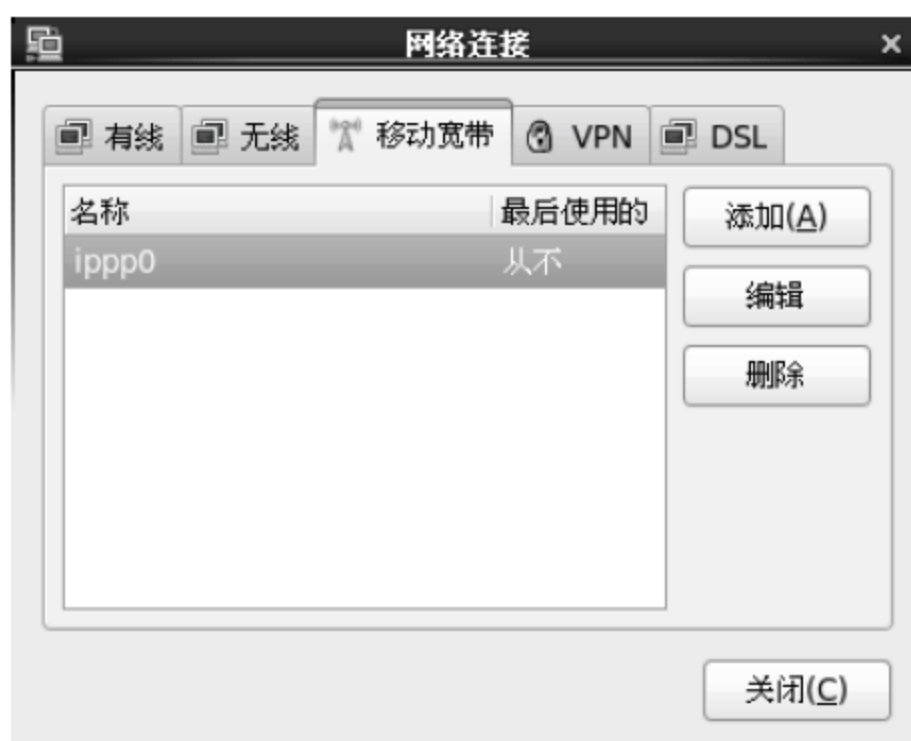 网络连接
有线 无线 移动宽带 VPN DSL
名称 最后使用的 添加(A)
ippp0 从不
编辑
删除
关闭(C)